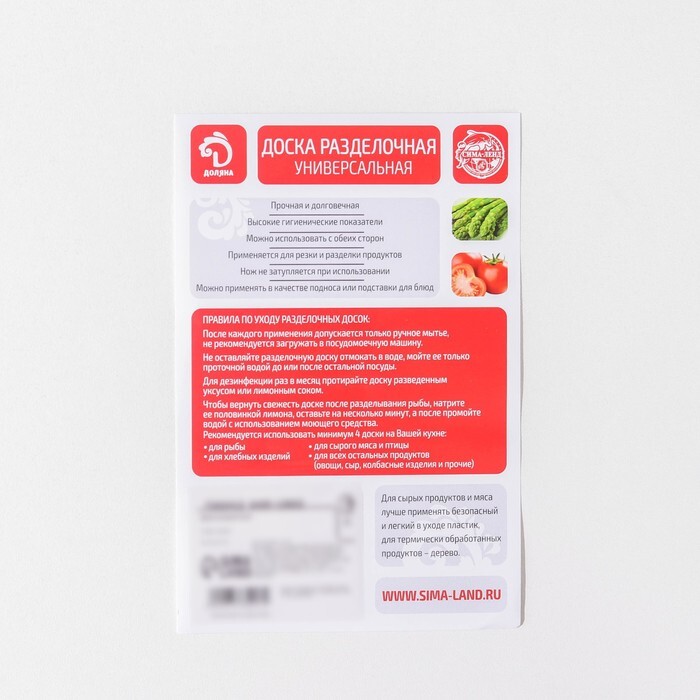 ДОЛЯНА
ДОСКА РАЗДЕЛОЧНАЯ
УНИВЕРСАЛЬНАЯ
СИМА-ЛЕНД
Прочная и долговечная
Высокие гигиенические показатели
Можно использовать с обеих сторон
Применяется для резки и разделки продуктов
Нож не затупляется при использовании
Можно применять в качестве подноса или подставки для блюд
ПРАВИЛА ПО УХОДУ РАЗДЕЛОЧНЫХ ДОСОК:
После каждого применения допускается только ручное мытье,
не рекомендуется загружать в посудомоечную машину.
Не оставляйте разделочную доску отмокать в воде, мойте ее только
проточной водой до или после остальной посуды.
Для дезинфекции раз в месяц протирайте доску разведенным
уксусом или лимонным соком.
Чтобы вернуть свежесть доске после разделывания рыбы, натрите
ее половинкой лимона, оставьте на несколько минут, а после промойте
водой с использованием моющего средства.
Рекомендуется использовать минимум 4 доски на Вашей кухне:
• для рыбы
• для хлебных изделий
• для сырого мяса и птицы
• для всех остальных продуктов
(овощи, сыр, колбасные изделия и прочие)
Для сырых продуктов и мяса
лучше применять безопасный
и легкий в уходе пластик,
для термически обработанных
продуктов – дерево.
WWW.SIMA-LAND.RU